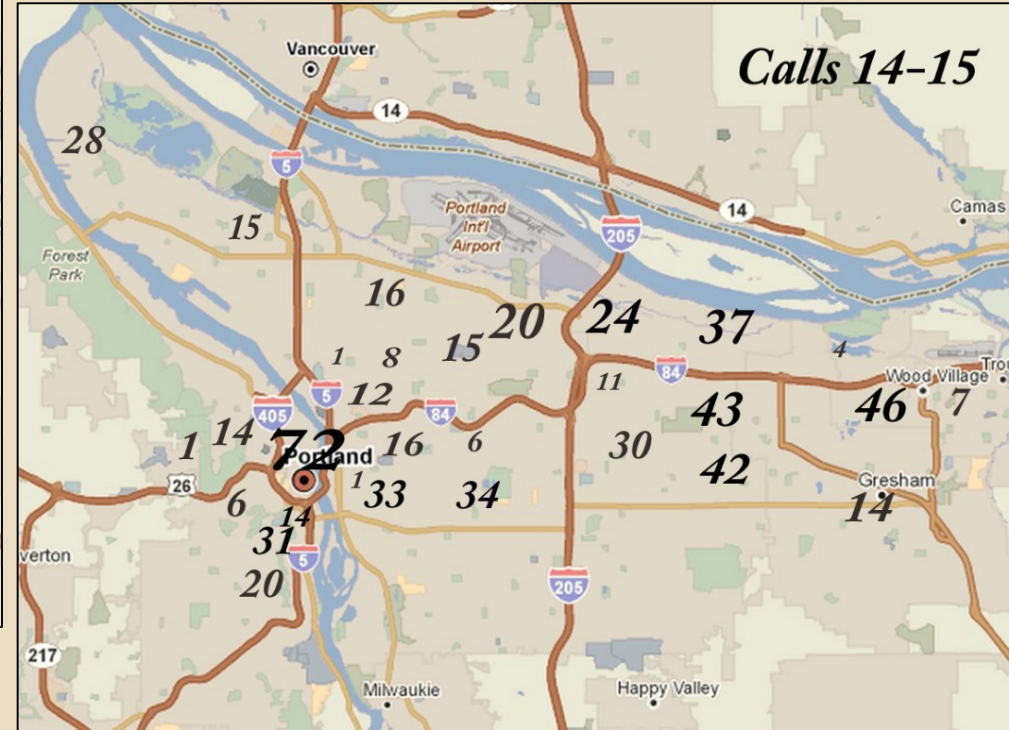 Vancouver
Calls 14-15
14
28
5
14
Camas
Portland
Int'l
Airport
205
15
Forest
Park
16
20
24
37
1
8
15
4
11
84
Wood Village
Trou
5
12
84
43
46
7
405
14
1
72
Portland
16
6
30
42
26
6
1
33
34
Gresham
14
14
31
verton
5
20
205
217
Milwaukie
Happy Valley